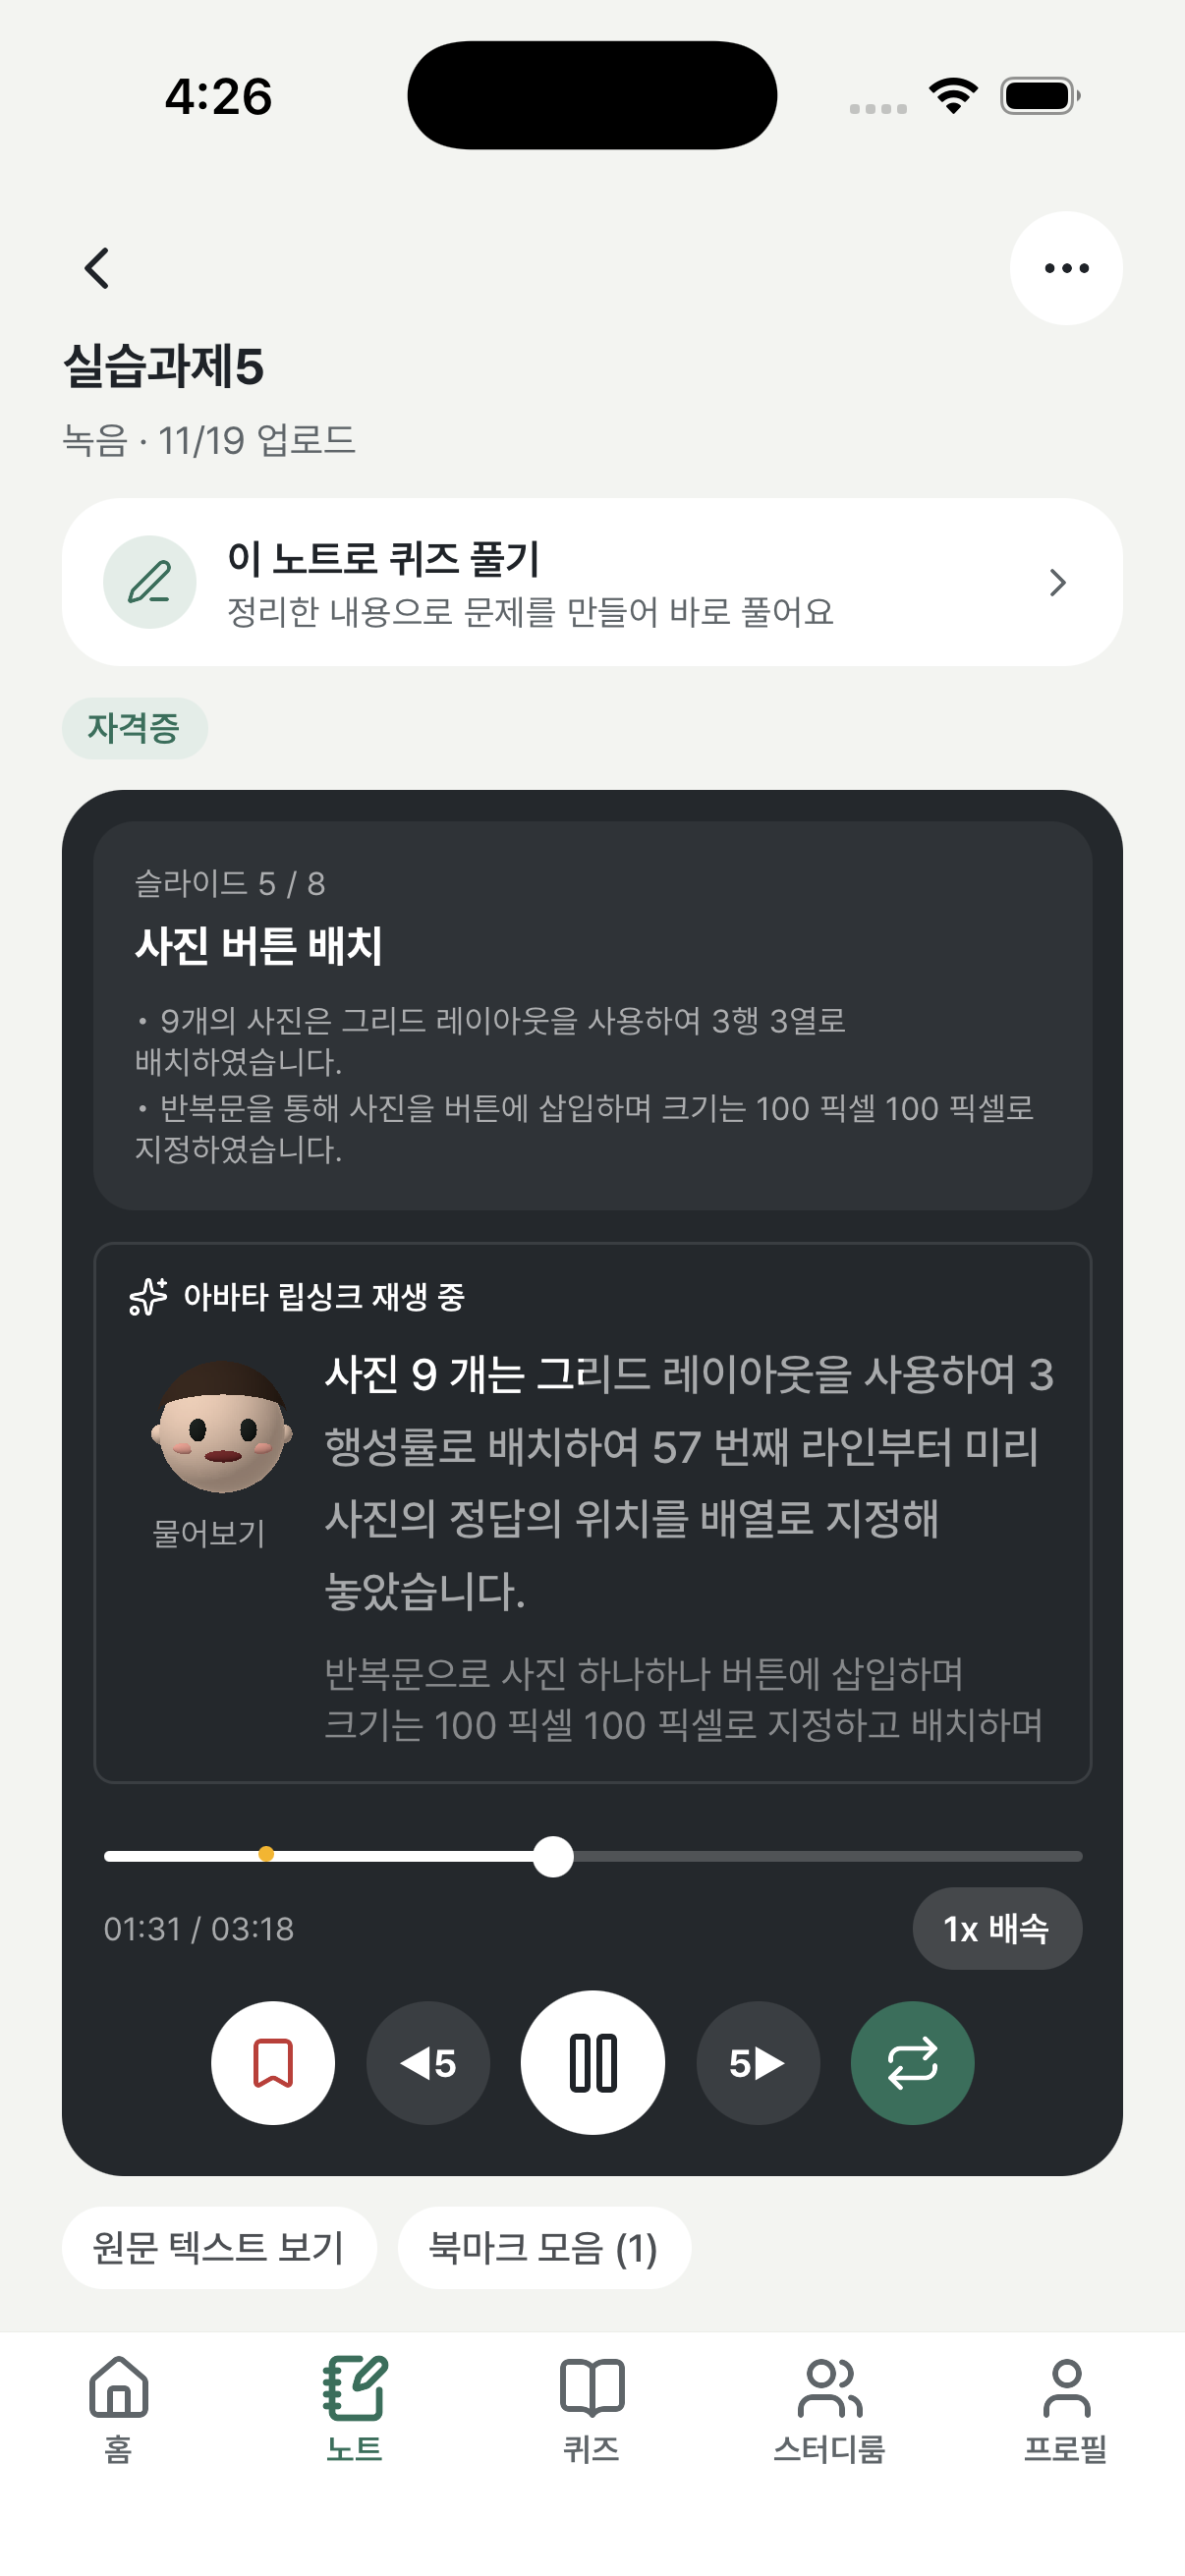 4:26
실습과제5
녹음 · 11/19 업로드
이 노트로 퀴즈 풀기
정리한 내용으로 문제를 만들어 바로 풀어요
자격증
슬라이드 5 / 8
사진 버튼 배치
• 9개의 사진은 그리드 레이아웃을 사용하여 3행 3열로
배치하였습니다.
• 반복문을 통해 사진을 버튼에 삽입하며 크기는 100 픽셀 100 픽셀로
지정하였습니다.
아바타 립싱크 재생 중
사진 9 개는 그리드 레이아웃을 사용하여 3
행성률로 배치하여 57 번째 라인부터 미리
사진의 정답의 위치를 배열로 지정해
놓았습니다.
물어보기
반복문으로 사진 하나하나 버튼에 삽입하며
크기는 100 픽셀 100 픽셀로 지정하고 배치하며
01:31 / 03:18
1x 배속
◀5
5▶
원문 텍스트 보기
북마크 모음 (1)
홈
노트
퀴즈
스터디룸
프로필